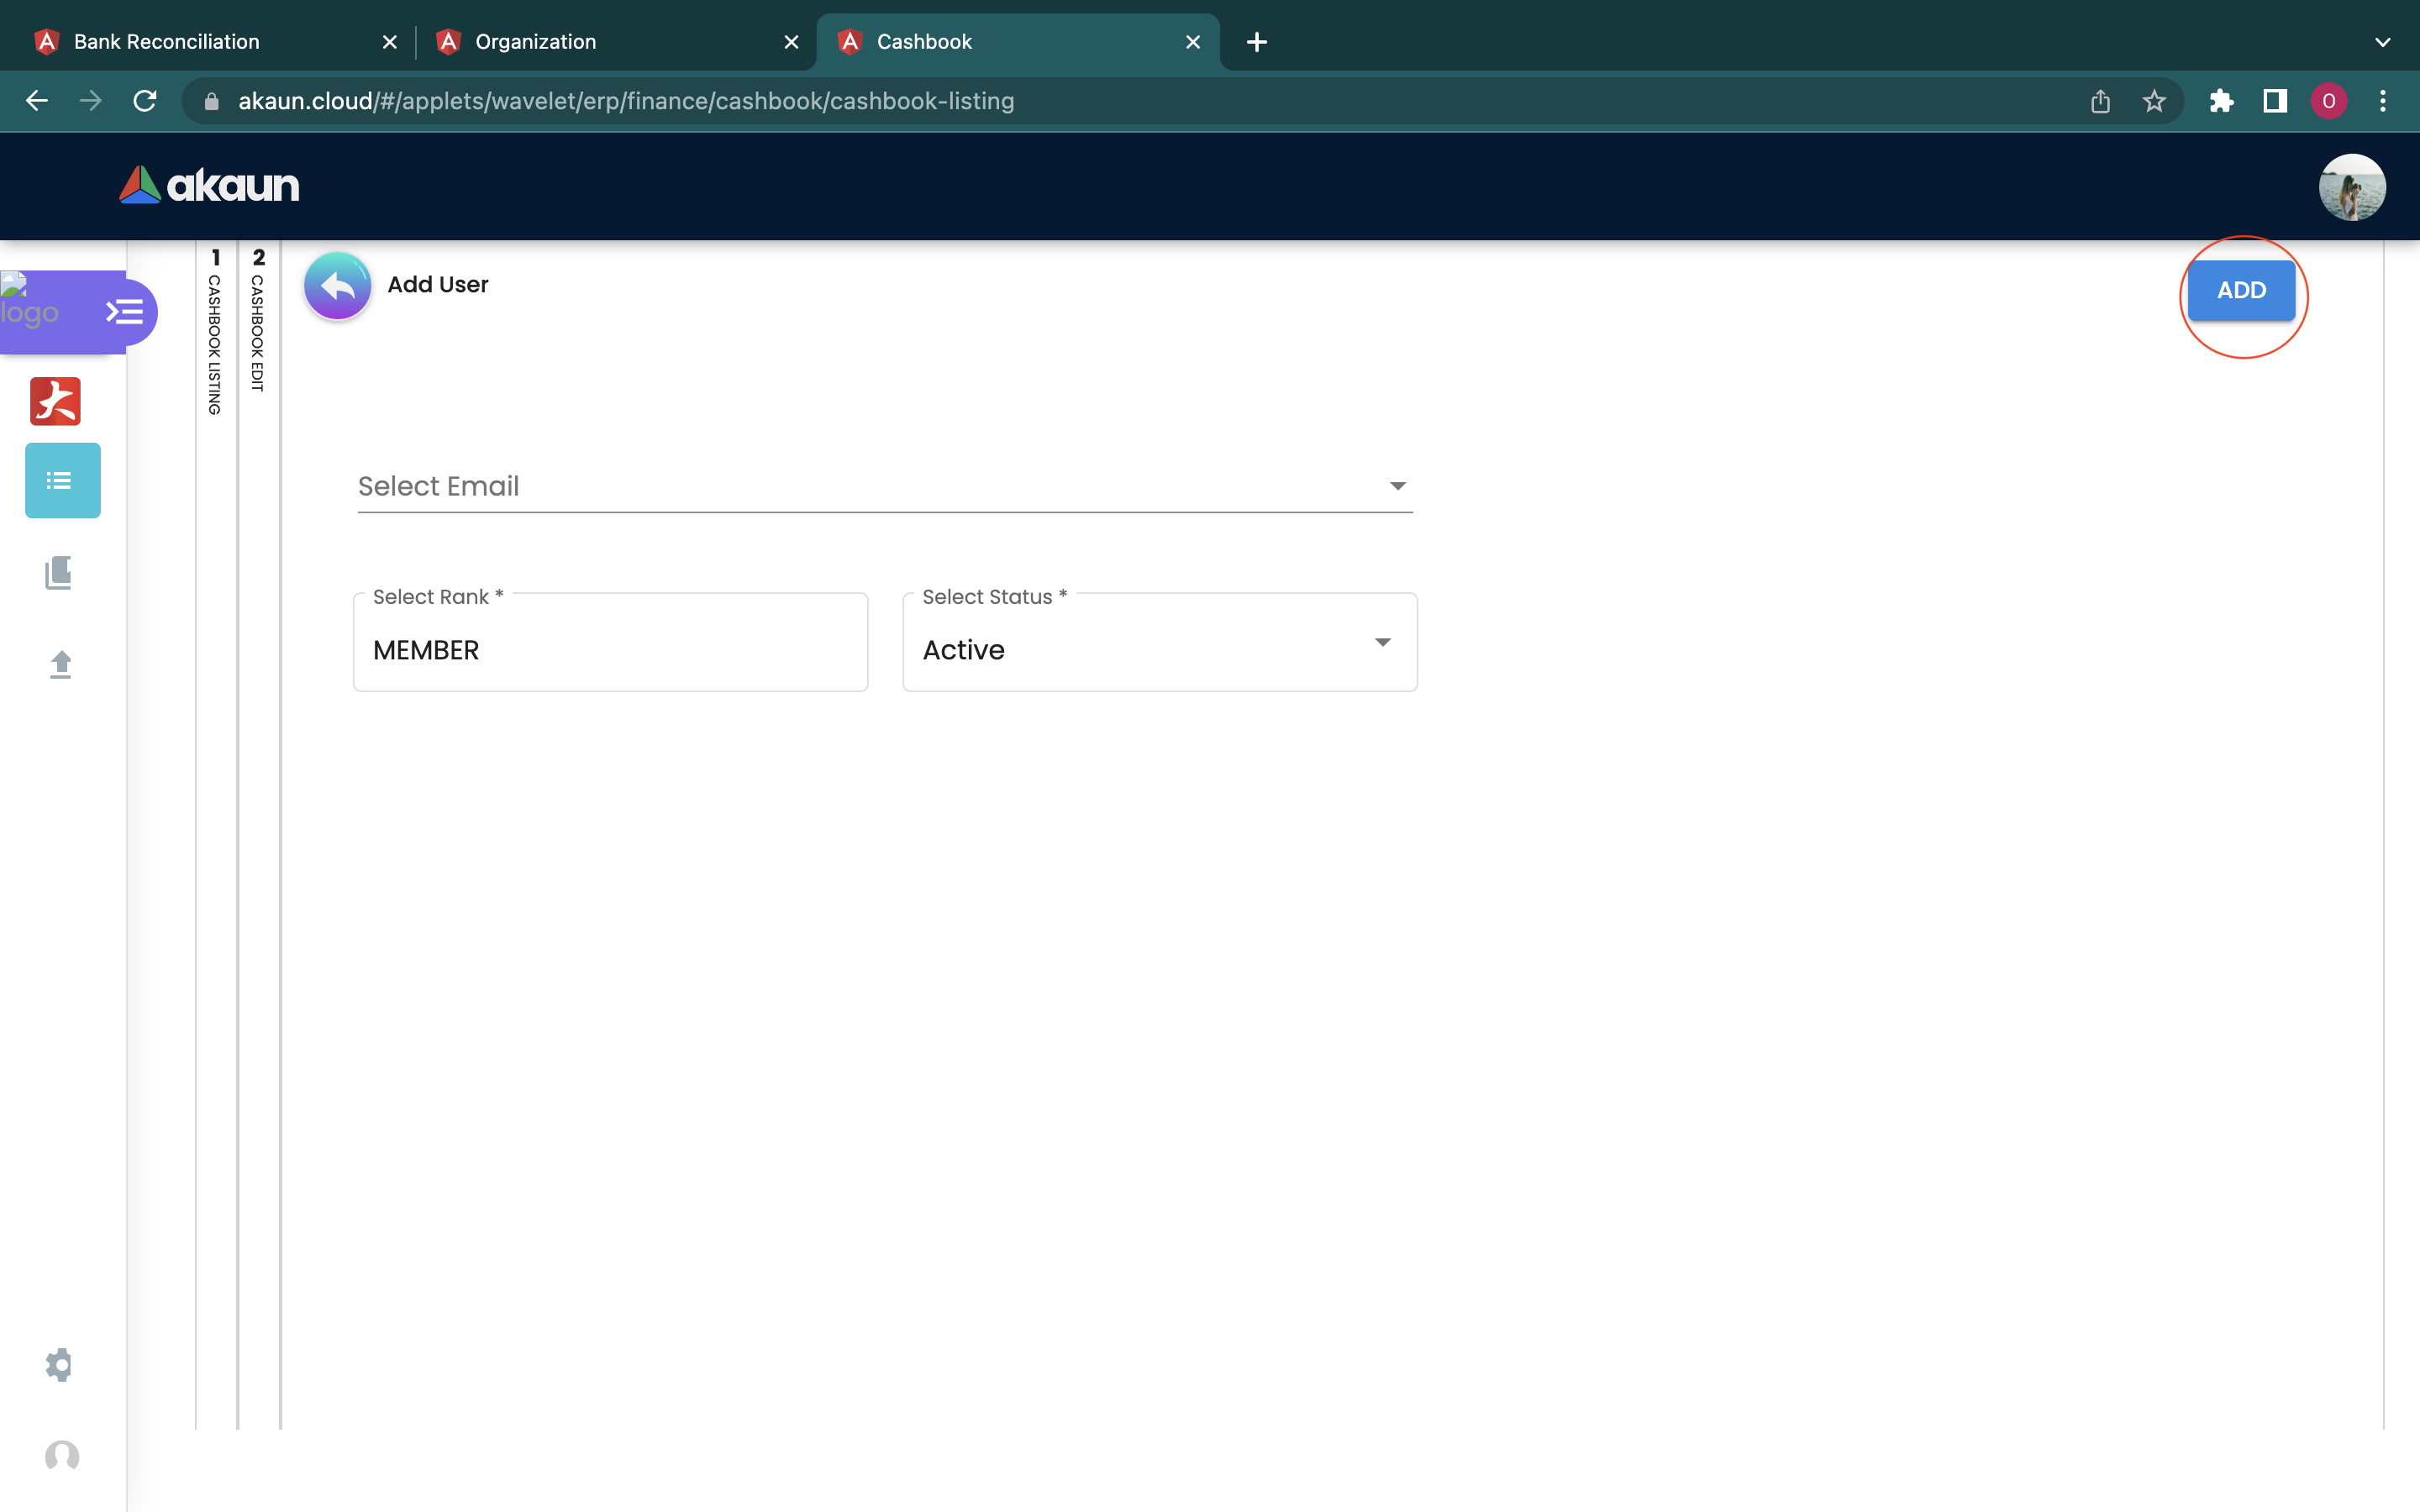 Bank Reconciliation
Organization
Cashbook
akaun.cloud/#/applets/wavelet/erp/finance/cashbook/cashbook-listing
O
akaun
logo
1
CASHBOOK LISTING
2
CASHBOOK EDIT
Add User
ADD
Select Email
Select Rank *
MEMBER
Select Status *
Active